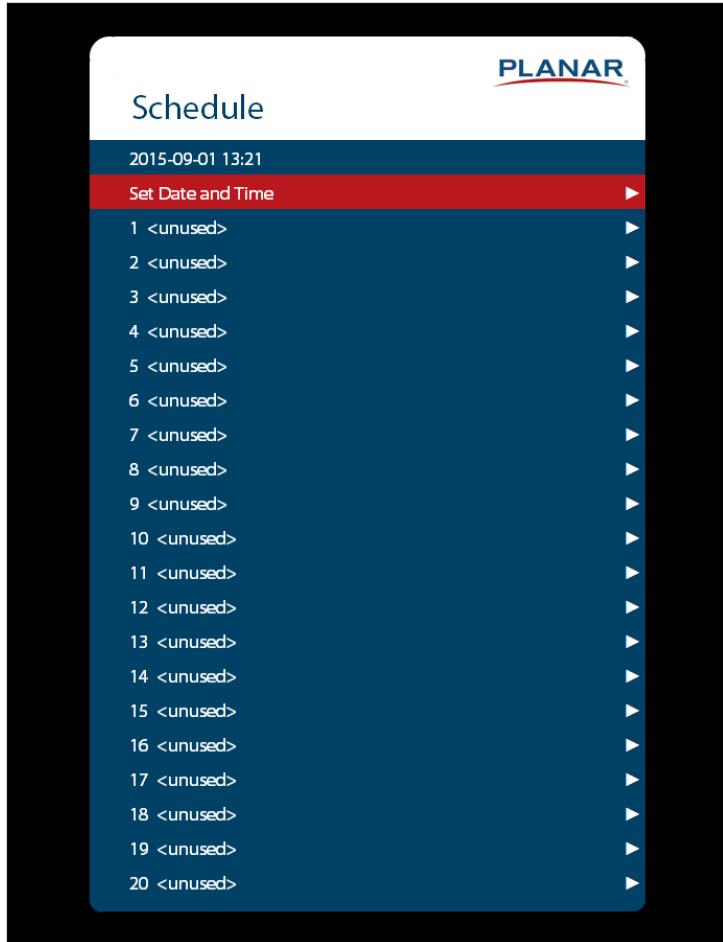 PLANAR
Schedule
2015-09-01 13:21
Set Date and Time
1 <unused>
2 <unused>
3 <unused>
4 <unused>
5 <unused>
6 <unused>
7 <unused>
8 <unused>
9 <unused>
10 <unused>
11 <unused>
12 <unused>
13 <unused>
14 <unused>
15 <unused>
16 <unused>
17 <unused>
18 <unused>
19 <unused>
20 <unused>